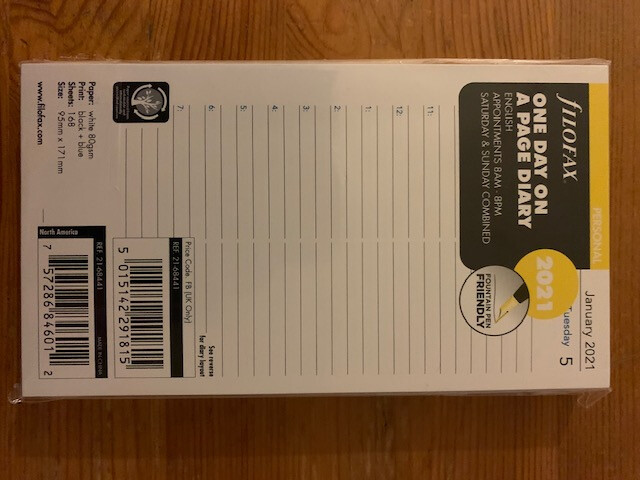 fILOFAX®
PERSONAL
ONE DAY ON
A PAGE DIARY
ENGLISH
APPOINTMENTS 8AM - 8PM
SATURDAY & SUNDAY COMBINED
2021
FOUNTAIN PEN
FRIENDLY
January 2021
Tuesday 5
11:
12:
1:
2:
3:
4:
5:
6:
7:
See reverse
for diary layout
Paper: white 80gsm
Print: black + blue
Sheets: 168
Size: 95mm x 171mm
www.filofax.com
Price Code FB (UK Only)
REF. 21-68441
5 015142 291815
North America
REF. 21-68441
7 57286 84601 2